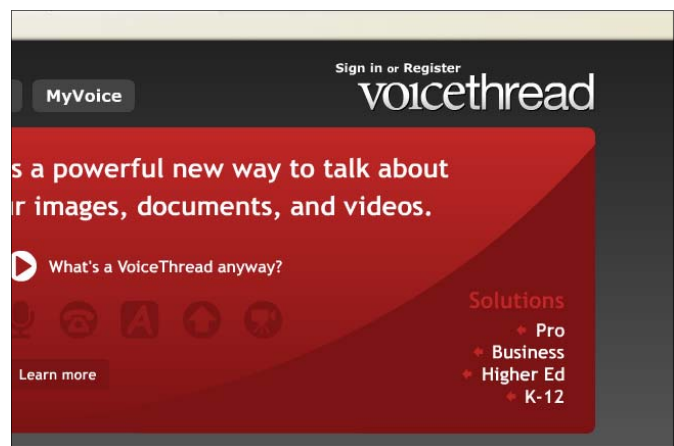 Sign in or Register
MyVoice
voicethread
s a powerful new way to talk about
r images, documents, and videos.
What's a VoiceThread anyway?
A
Learn more
Solutions
Pro
Business
Higher Ed
K-12